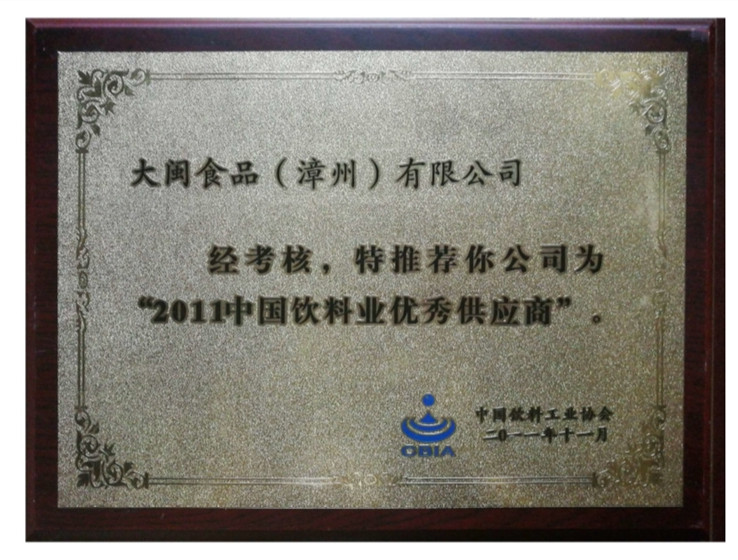 大闽食品（漳州）有限公司
经考核，特推荐你公司为
“2011中国饮料业优秀供应商”。
中国饮料工业协会
二0一一年十一月
CBIA